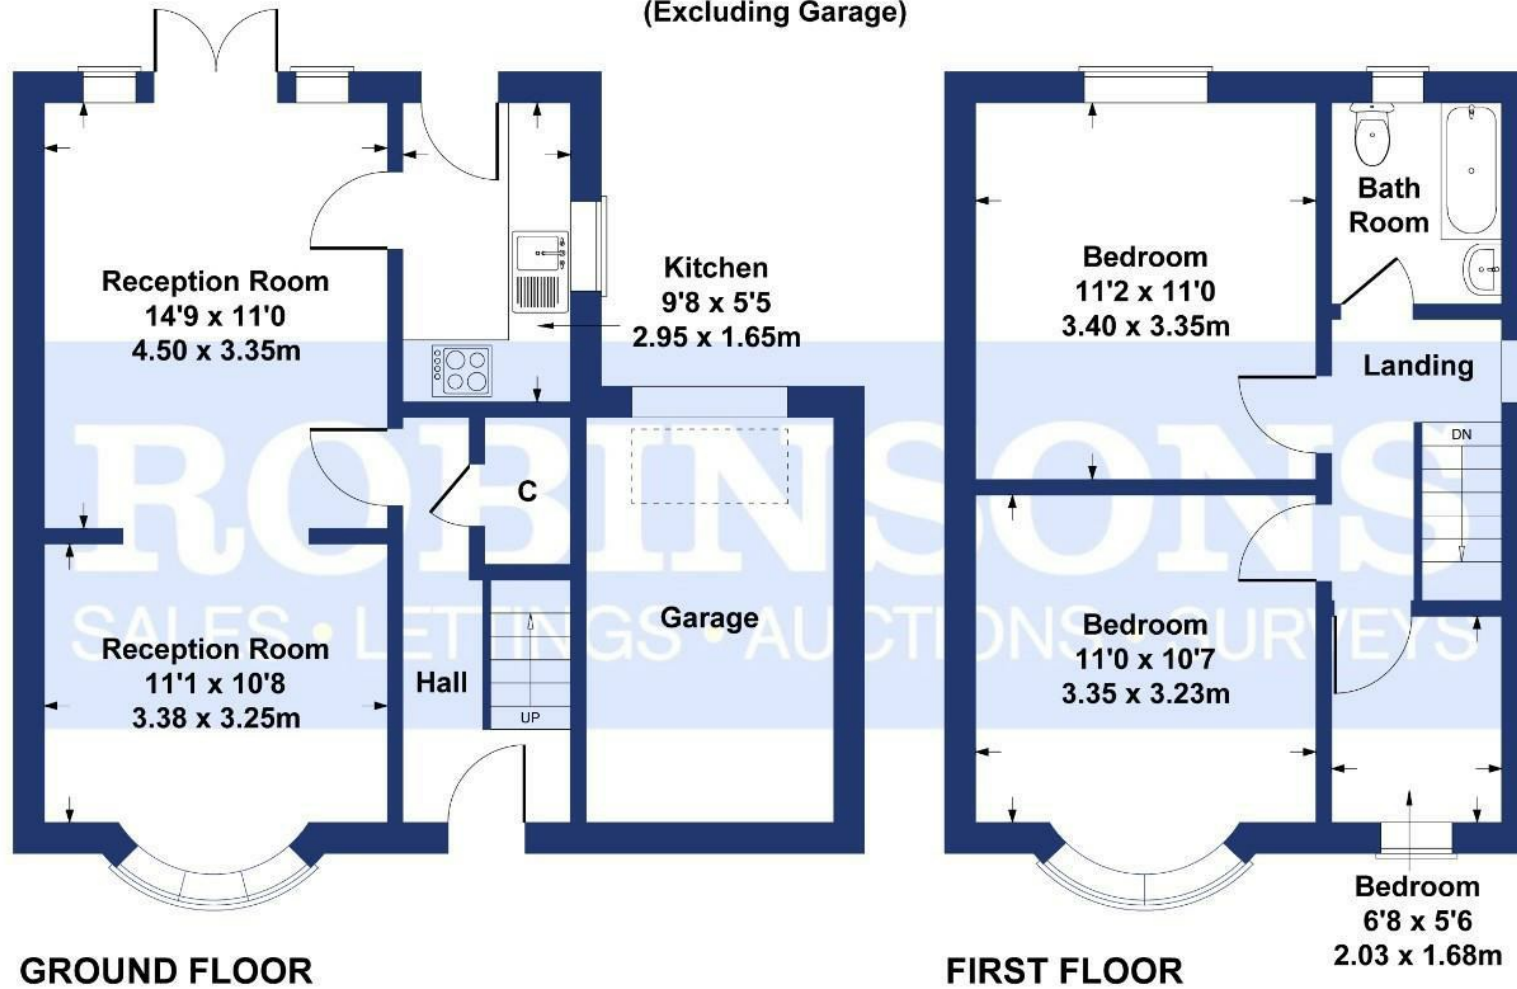 (Excluding Garage)
Reception Room
14'9 x 11'0
4.50 x 3.35m
Kitchen
9'8 x 5'5
2.95 x 1.65m
C
Reception Room
11'1 x 10'8
3.38 x 3.25m
Hall
UP
Garage
GROUND FLOOR
Bedroom
11'2 x 11'0
3.40 x 3.35m
Bath
Room
Landing
DN
Bedroom
11'0 x 10'7
3.35 x 3.23m
Bedroom
6'8 x 5'6
2.03 x 1.68m
FIRST FLOOR
ROBINSONS
SALES • LETTINGS • AUCTIONS • SURVEYS